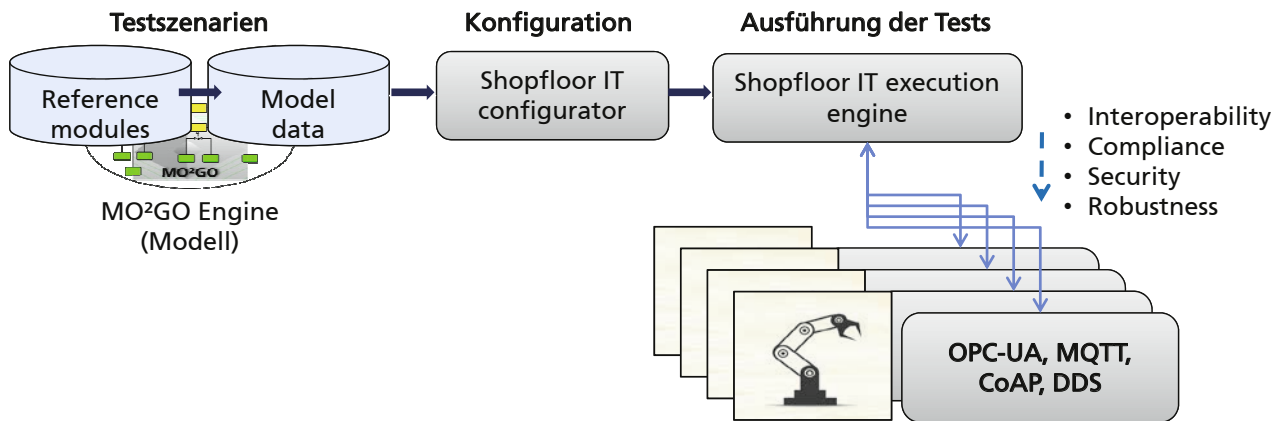 Testszenarien
Konfiguration
Ausführung der Tests
Reference
modules
Model
data
Shopfloor IT
configurator
Shopfloor IT execution
engine
MO²GO
MO²GO Engine
(Modell)
• Interoperability
• Compliance
• Security
• Robustness
OPC-UA, MQTT,
CoAP, DDS